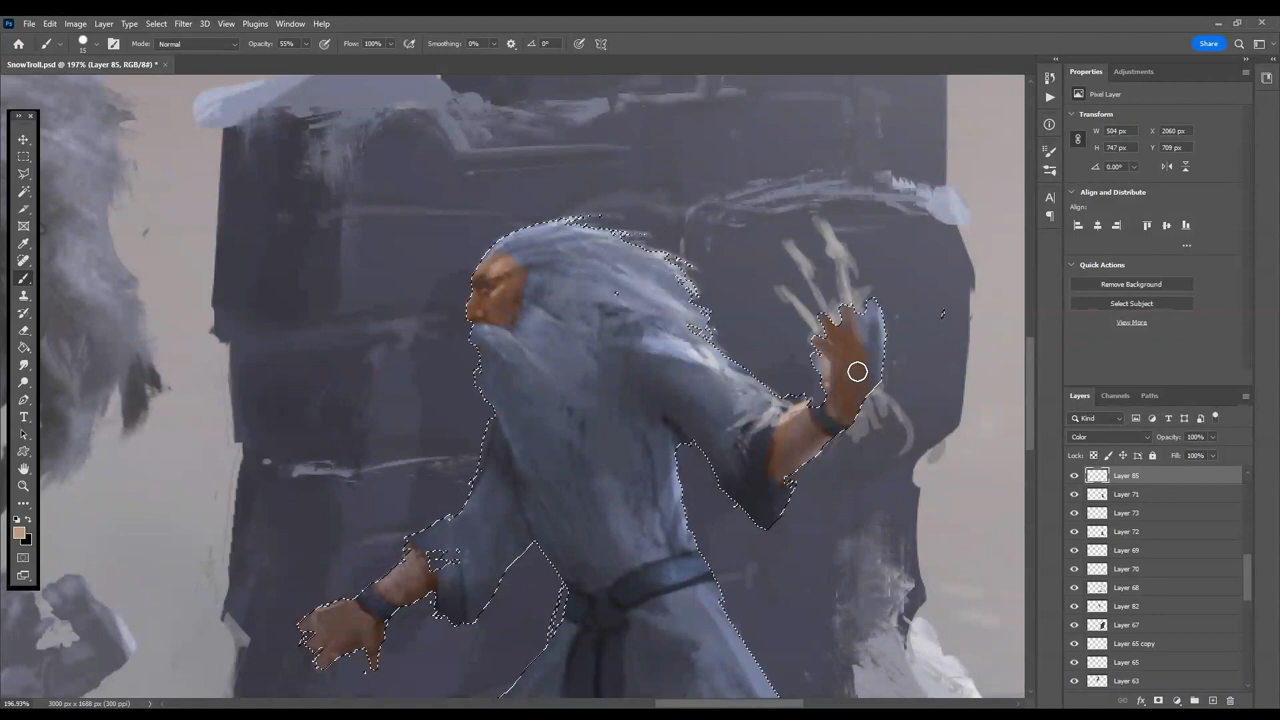 Ps File Edit Image Layer Type Select Filter 3D View Plugins Window Help
15 Mode: Normal Opacity: 55% Flow: 100% Smoothing: 0% 0° Share
SnowTroll.psd @ 197% (Layer 85, RGB/8#) * ×
Properties Adjustments
Pixel Layer
Transform
W 504 px X 2060 px
H 747 px Y 709 px
0.00°
Align and Distribute
Align:
Quick Actions
Remove Background
Select Subject
View More
Layers Channels Paths
Kind
Color Opacity: 100%
Lock: Fill: 100%
Layer 85
Layer 71
Layer 73
Layer 72
Layer 69
Layer 70
Layer 68
Layer 82
Layer 67
Layer 65 copy
Layer 65
Layer 63
196.93% 3000 px x 1688 px (300 ppi)